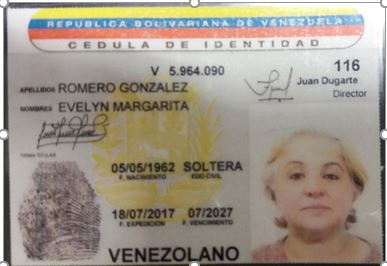 REPUBLICA BOLIVARIANA DE VENEZUELA
CEDULA DE IDENTIDAD
V 5.964.090
116
APELLIDOS ROMERO GONZALEZ
Juan Dugarte
Director
NOMBRES EVELYN MARGARITA
FIRMA TITULAR
05/05/1962 SOLTERA
F. NACIMIENTO EDO CIVIL
18/07/2017 07/2027
F. EXPEDICION F. VENCIMIENTO
VENEZOLANO